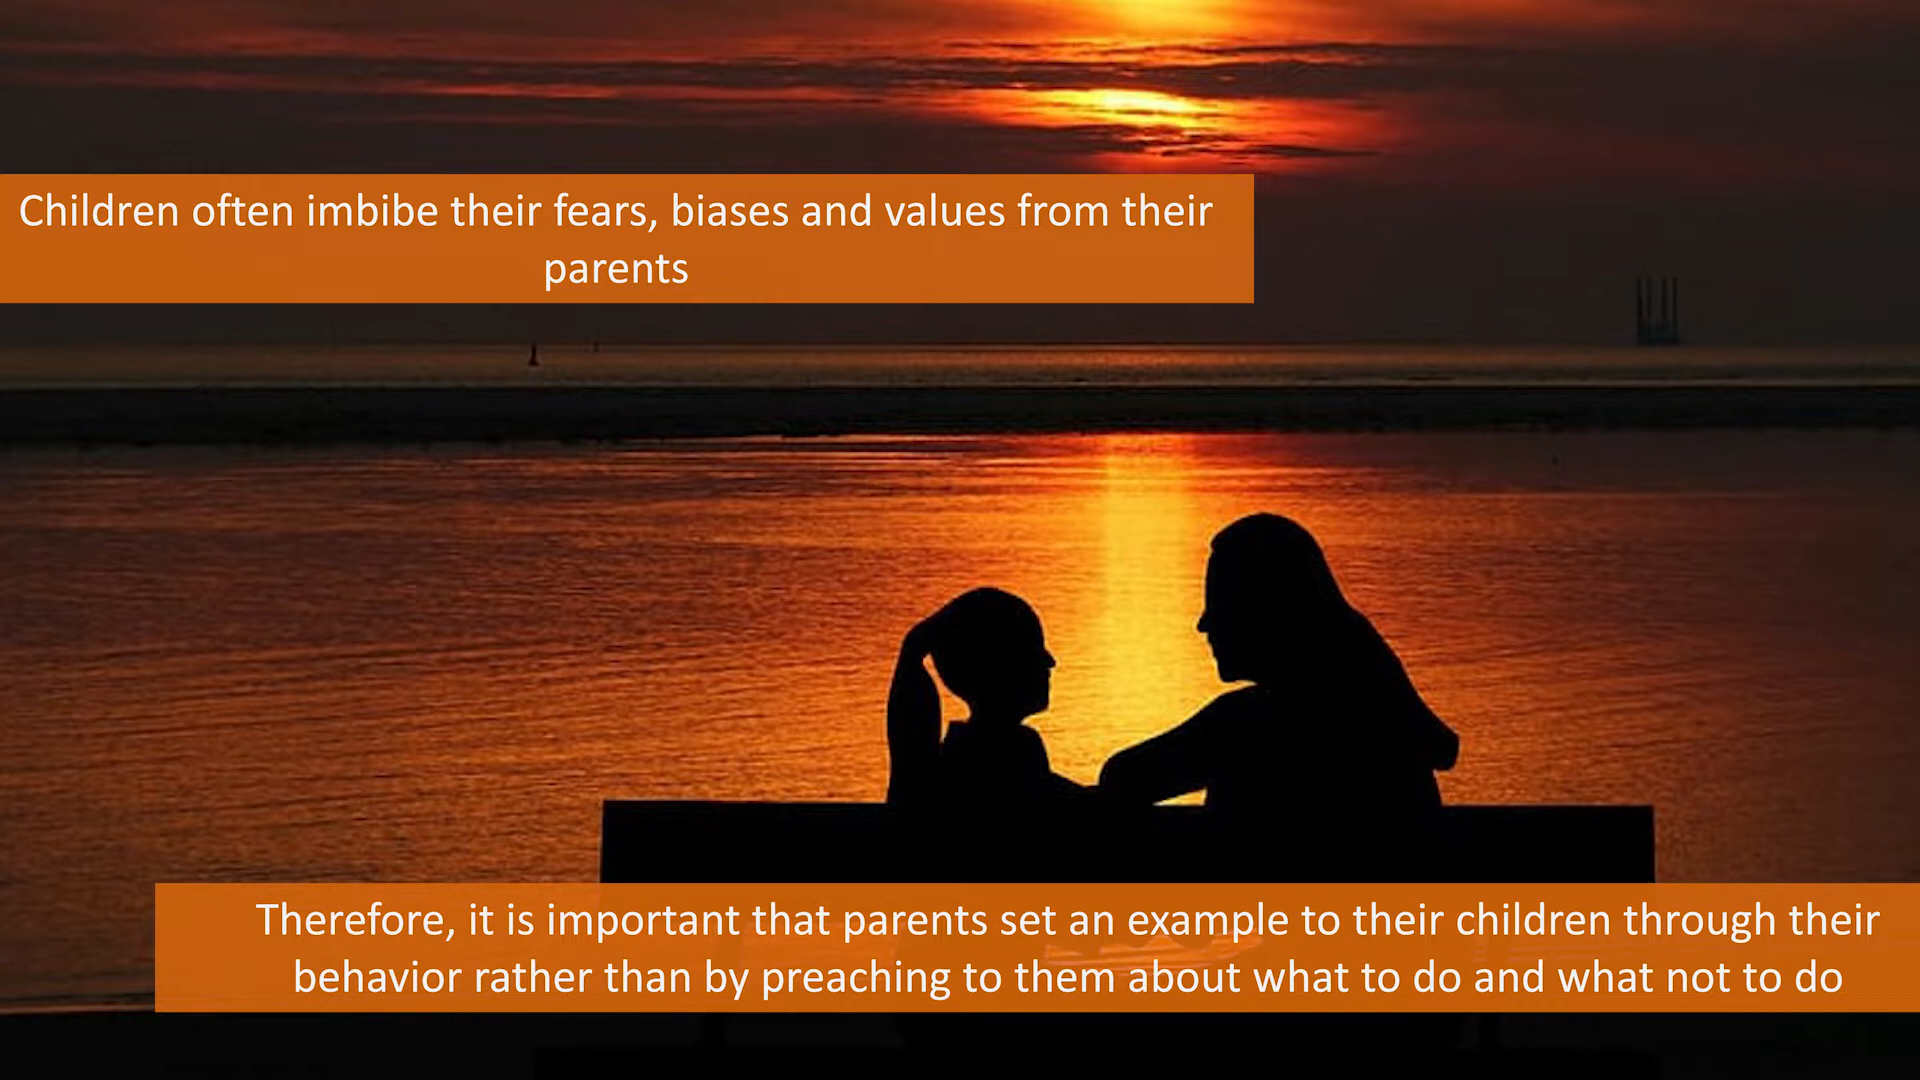 Children often imbibe their fears, biases and values from their
parents
Therefore, it is important that parents set an example to their children through their
behavior rather than by preaching to them about what to do and what not to do